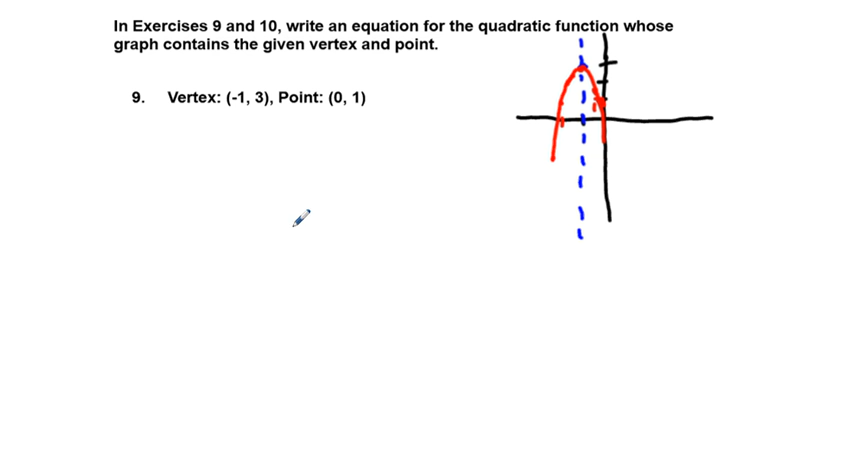 In Exercises 9 and 10, write an equation for the quadratic function whose
graph contains the given vertex and point.
9. Vertex: (-1, 3), Point: (0, 1)